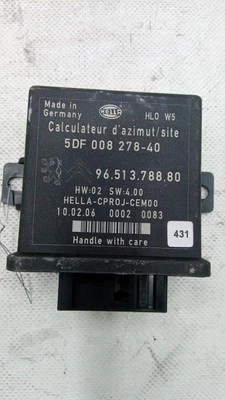 HELLA
HL0 W5
Made in
Germany
Calculateur d'azimut/site
5DF 008 278-40
96.513.788.80
HW:02 SW:4.00
HELLA-CPROJ-CEM00
10.02.06 0002 0083
Handle with care
431